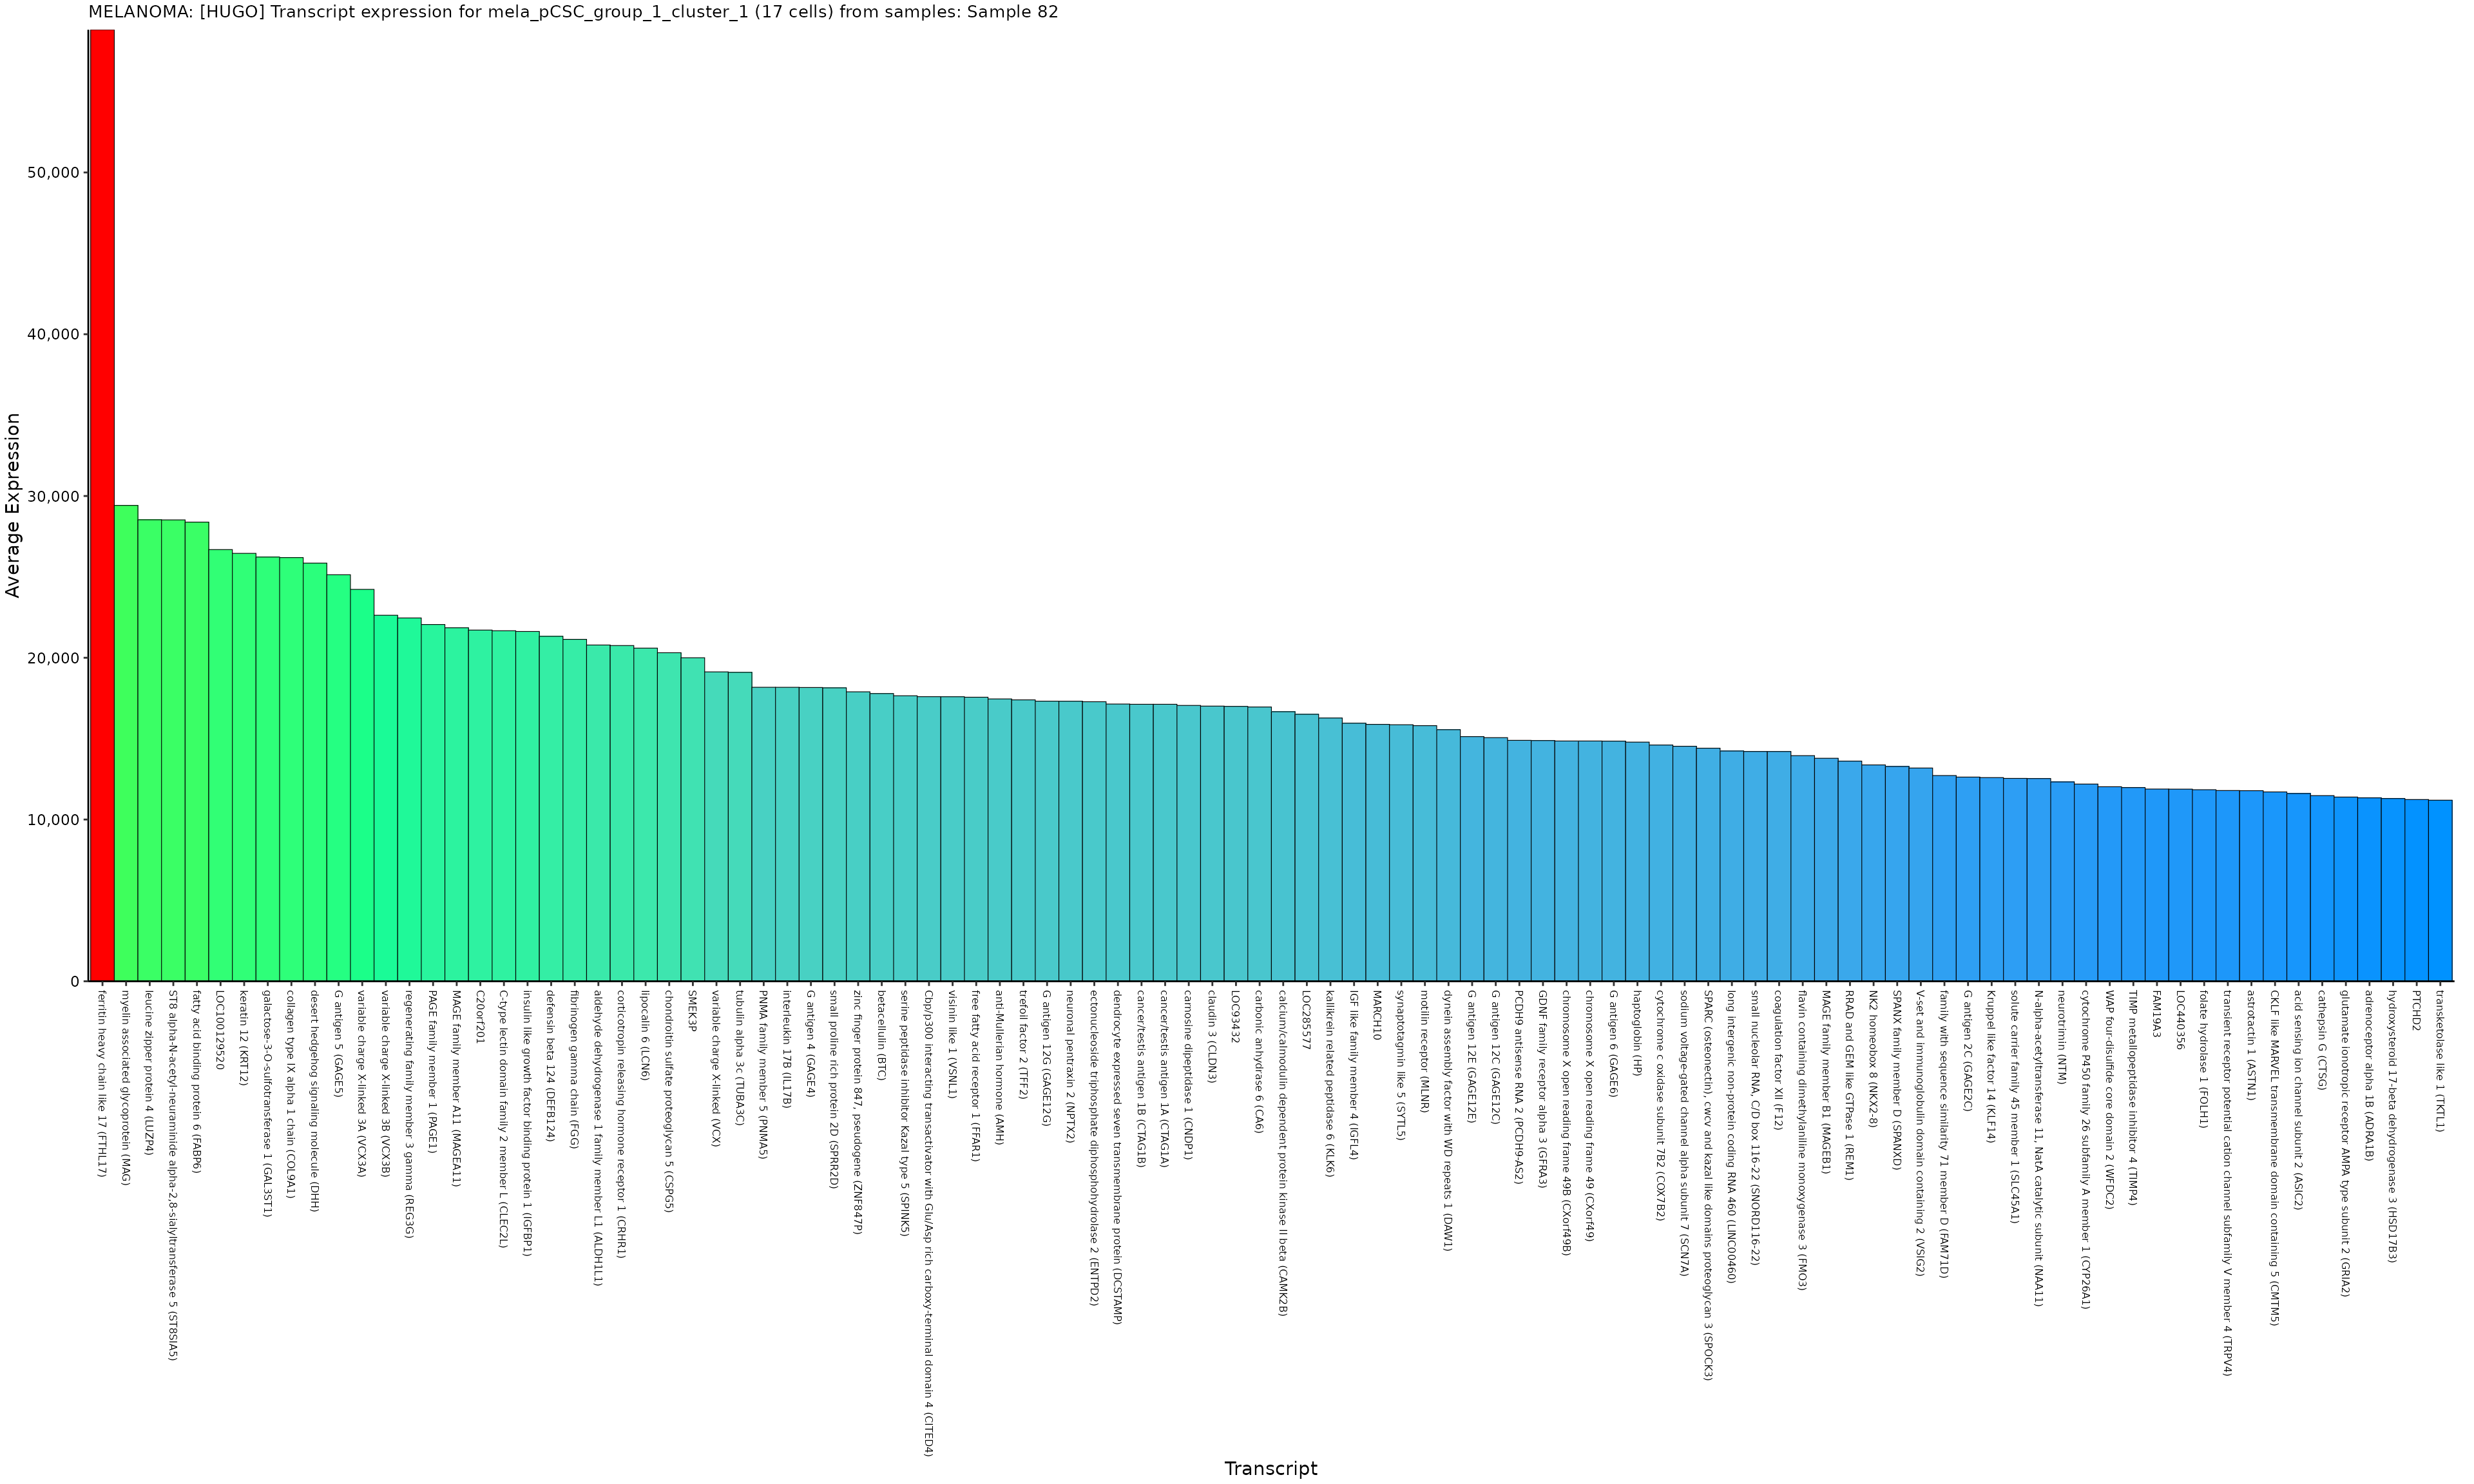 MELANOMA: [HUGO] Transcript expression for mela_pCSC_group_1_cluster_1 (17 cells) from samples: Sample 82
Average Expression
50,000
40,000
30,000
20,000
10,000
0
ferritin heavy chain like 17 (FTHL17)
myelin associated glycoprotein (MAG)
leucine zipper protein 4 (LUZP4)
ST8 alpha-N-acetyl-neuraminide alpha-2,8-sialyltransferase 5 (ST8SIA5)
fatty acid binding protein 6 (FABP6)
LOC100129520
keratin 12 (KRT12)
galactose-3-O-sulfotransferase 1 (GAL3ST1)
collagen type IX alpha 1 chain (COL9A1)
desert hedgehog signaling molecule (DHH)
G antigen 5 (GAGE5)
variable charge X-linked 3A (VCX3A)
variable charge X-linked 3B (VCX3B)
regenerating family member 3 gamma (REG3G)
PAGE family member 1 (PAGE1)
MAGE family member A11 (MAGEA11)
C20orf201
C-type lectin domain family 2 member L (CLEC2L)
insulin like growth factor binding protein 1 (IGFBP1)
defensin beta 124 (DEFB124)
fibrinogen gamma chain (FGG)
aldehyde dehydrogenase 1 family member L1 (ALDH1L1)
corticotropin releasing hormone receptor 1 (CRHR1)
lipocalin 6 (LCN6)
chondroitin sulfate proteoglycan 5 (CSPG5)
SMEK3P
variable charge X-linked (VCX)
tubulin alpha 3c (TUBA3C)
PNMA family member 5 (PNMA5)
interleukin 17B (IL17B)
G antigen 4 (GAGE4)
small proline rich protein 2D (SPRR2D)
zinc finger protein 847, pseudogene (ZNF847P)
betacellulin (BTC)
serine peptidase inhibitor Kazal type 5 (SPINK5)
Cbp/p300 interacting transactivator with Glu/Asp rich carboxy-terminal domain 4 (CITED4)
visinin like 1 (VSNL1)
free fatty acid receptor 1 (FFAR1)
anti-Mullerian hormone (AMH)
trefoil factor 2 (TFF2)
G antigen 12G (GAGE12G)
neuronal pentraxin 2 (NPTX2)
ectonucleoside triphosphate diphosphohydrolase 2 (ENTPD2)
dendrocyte expressed seven transmembrane protein (DCSTAMP)
cancer/testis antigen 1B (CTAG1B)
cancer/testis antigen 1A (CTAG1A)
carnosine dipeptidase 1 (CNDP1)
claudin 3 (CLDN3)
LOC93432
carbonic anhydrase 6 (CA6)
calcium/calmodulin dependent protein kinase II beta (CAMK2B)
LOC285577
kallikrein related peptidase 6 (KLK6)
IGF like family member 4 (IGFL4)
MARCH10
synaptotagmin like 5 (SYTL5)
motilin receptor (MLNR)
dynein assembly factor with WD repeats 1 (DAW1)
G antigen 12E (GAGE12E)
G antigen 12C (GAGE12C)
PCDH9 antisense RNA 2 (PCDH9-AS2)
GDNF family receptor alpha 3 (GFRA3)
chromosome X open reading frame 49B (CXorf49B)
chromosome X open reading frame 49 (CXorf49)
G antigen 6 (GAGE6)
haptoglobin (HP)
cytochrome c oxidase subunit 7B2 (COX7B2)
sodium voltage-gated channel alpha subunit 7 (SCN7A)
SPARC (osteonectin), cwcv and kazal like domains proteoglycan 3 (SPOCK3)
long intergenic non-protein coding RNA 460 (LINC00460)
small nucleolar RNA, C/D box 116-22 (SNORD116-22)
coagulation factor XII (F12)
flavin containing dimethylaniline monoxygenase 3 (FMO3)
MAGE family member B1 (MAGEB1)
RRAD and GEM like GTPase 1 (REM1)
NK2 homeobox 8 (NKX2-8)
SPANX family member D (SPANXD)
V-set and immunoglobulin domain containing 2 (VSIG2)
family with sequence similarity 71 member D (FAM71D)
G antigen 2C (GAGE2C)
Kruppel like factor 14 (KLF14)
solute carrier family 45 member 1 (SLC45A1)
N-alpha-acetyltransferase 11, NatA catalytic subunit (NAA11)
neurotrimin (NTM)
cytochrome P450 family 26 subfamily A member 1 (CYP26A1)
WAP four-disulfide core domain 2 (WFDC2)
TIMP metallopeptidase inhibitor 4 (TIMP4)
FAM19A3
LOC440356
folate hydrolase 1 (FOLH1)
transient receptor potential cation channel subfamily V member 4 (TRPV4)
astrotactin 1 (ASTN1)
CKLF like MARVEL transmembrane domain containing 5 (CMTM5)
acid sensing ion channel subunit 2 (ASIC2)
cathepsin G (CTSG)
glutamate ionotropic receptor AMPA type subunit 2 (GRIA2)
adrenoceptor alpha 1B (ADRA1B)
hydroxysteroid 17-beta dehydrogenase 3 (HSD17B3)
PTCHD2
transketolase like 1 (TKTL1)
Transcript